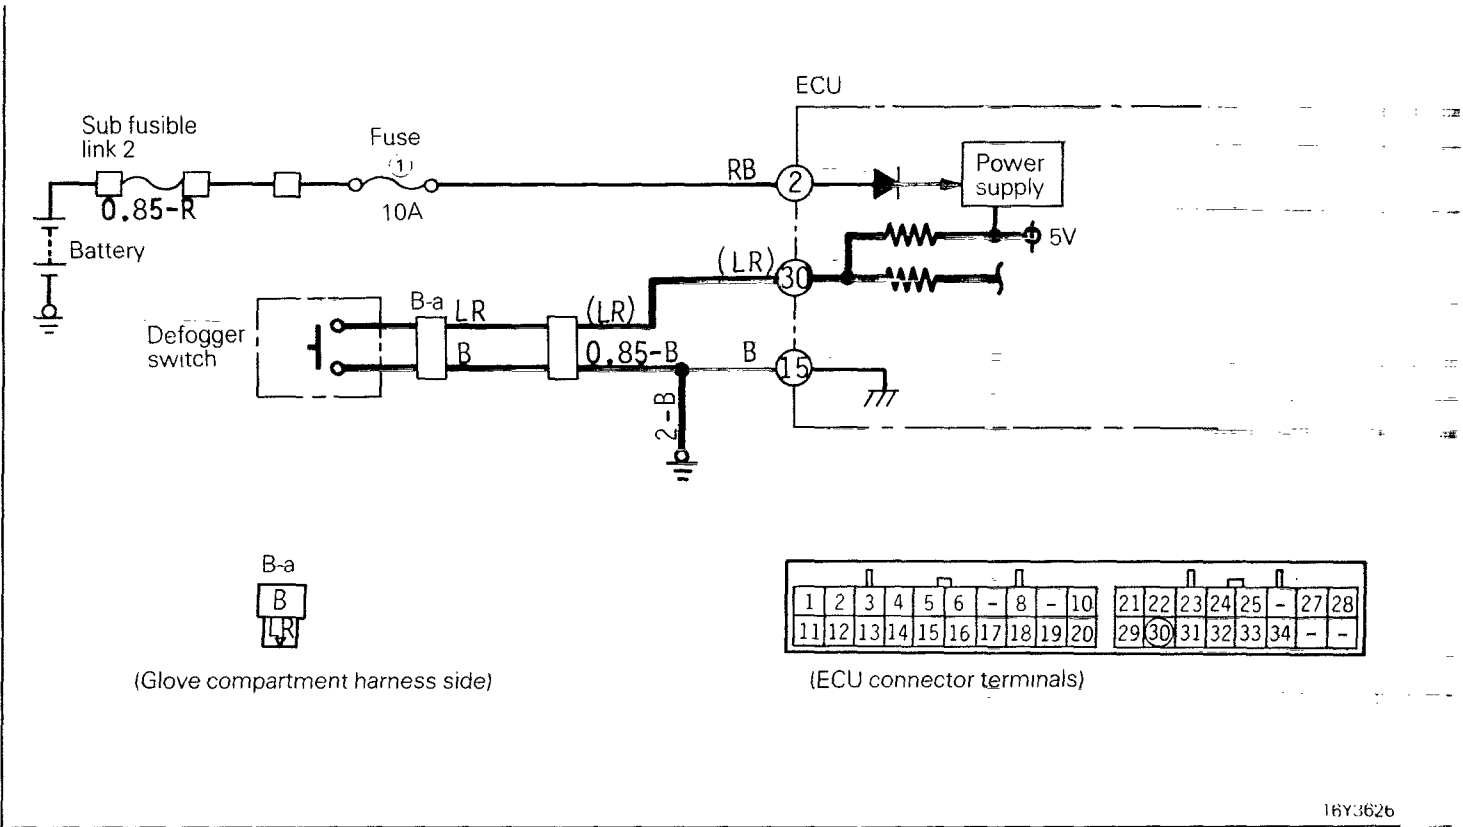 ECU
Sub fusible
link 2
Fuse
(1)
10A
0.85-R
RB
2
Power
supply
5V
Battery
(LR)
30
B-a
LR
(LR)
Defogger
switch
B
0.85-B
B
15
2-B
B-a
B
LR
(Glove compartment harness side)
1 2 3 4 5 6 - 8 - 10 21 22 23 24 25 - 27 28
11 12 13 14 15 16 17 18 19 20 29 30 31 32 33 34 - -
(ECU connector terminals)
16Y3626